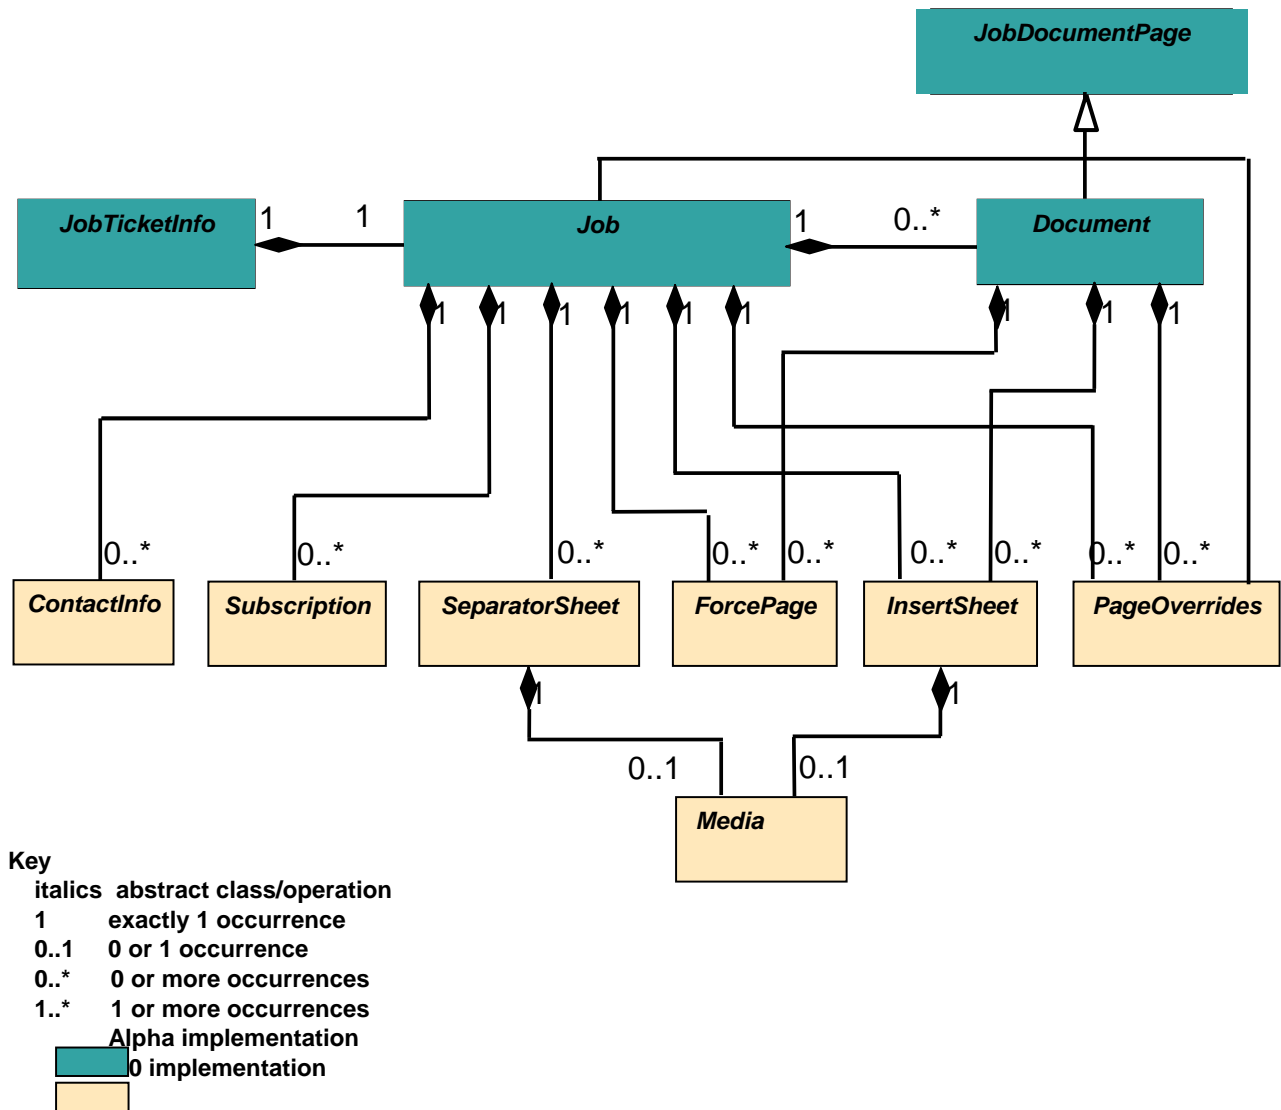 JobDocumentPage
JobTicketInfo
1
1
Job
1
0..*
Document
1
1
1
1
1
1
1
1
1
0..*
0..*
0..*
0..*
0..*
0..*
0..*
0..*
0..*
ContactInfo
Subscription
SeparatorSheet
ForcePage
InsertSheet
PageOverrides
1
1
0..1
0..1
Media
Key
italics abstract class/operation
1 exactly 1 occurrence
0..1 0 or 1 occurrence
0..* 0 or more occurrences
1..* 1 or more occurrences
Alpha implementation
0 implementation